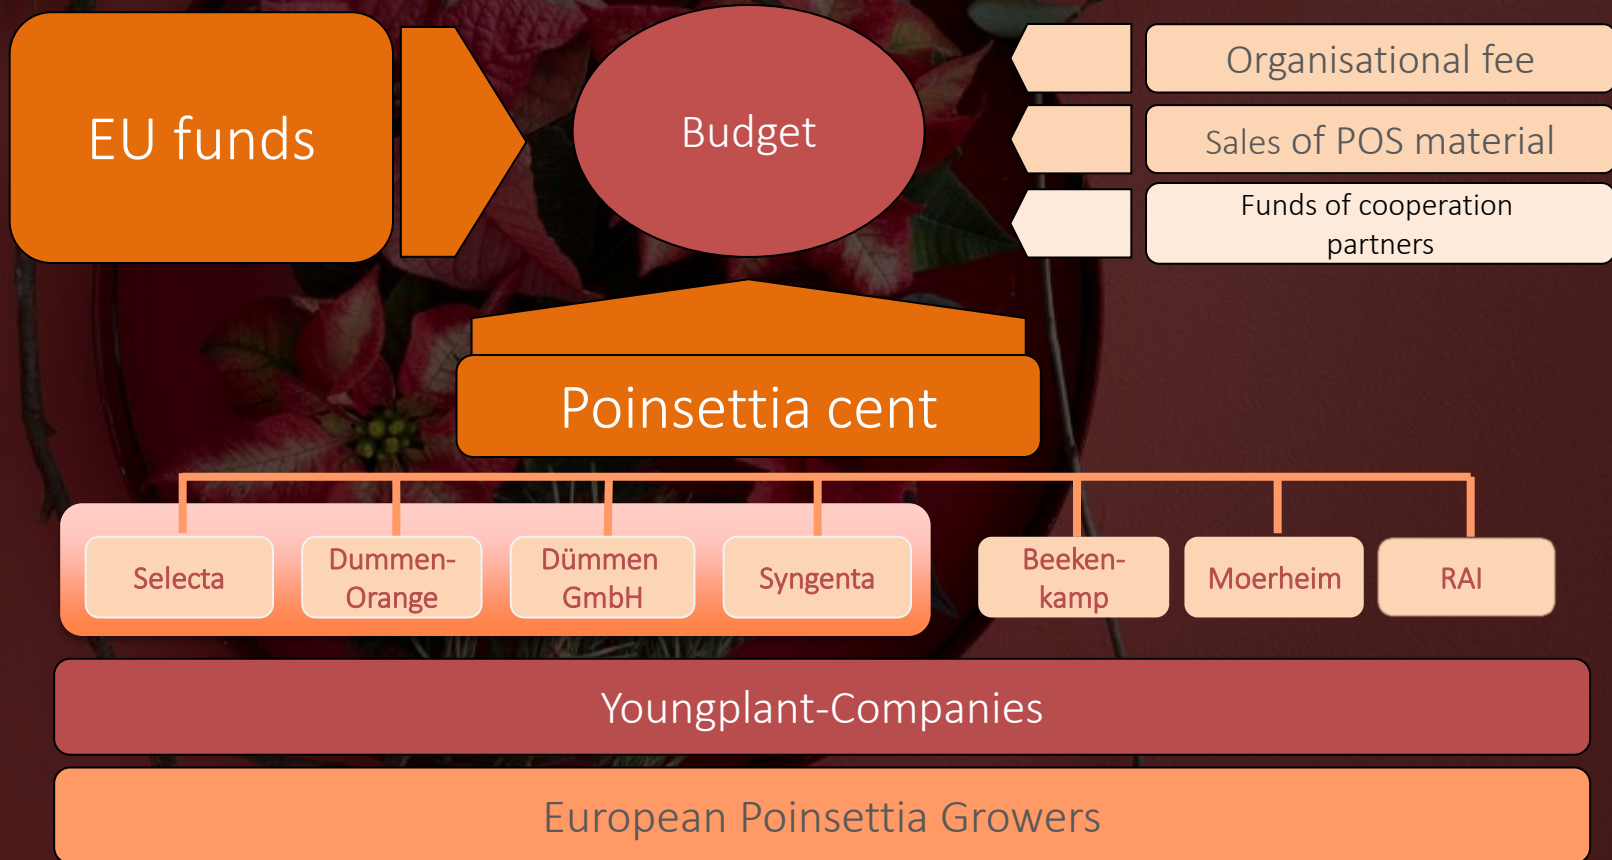 EU funds
Budget
Organisational fee
Sales of POS material
Funds of cooperation
partners
Poinsettia cent
Selecta
Dummen-
Orange
Dümmen
GmbH
Syngenta
Beeken-
kamp
Moerheim
RAI
Youngplant-Companies
European Poinsettia Growers